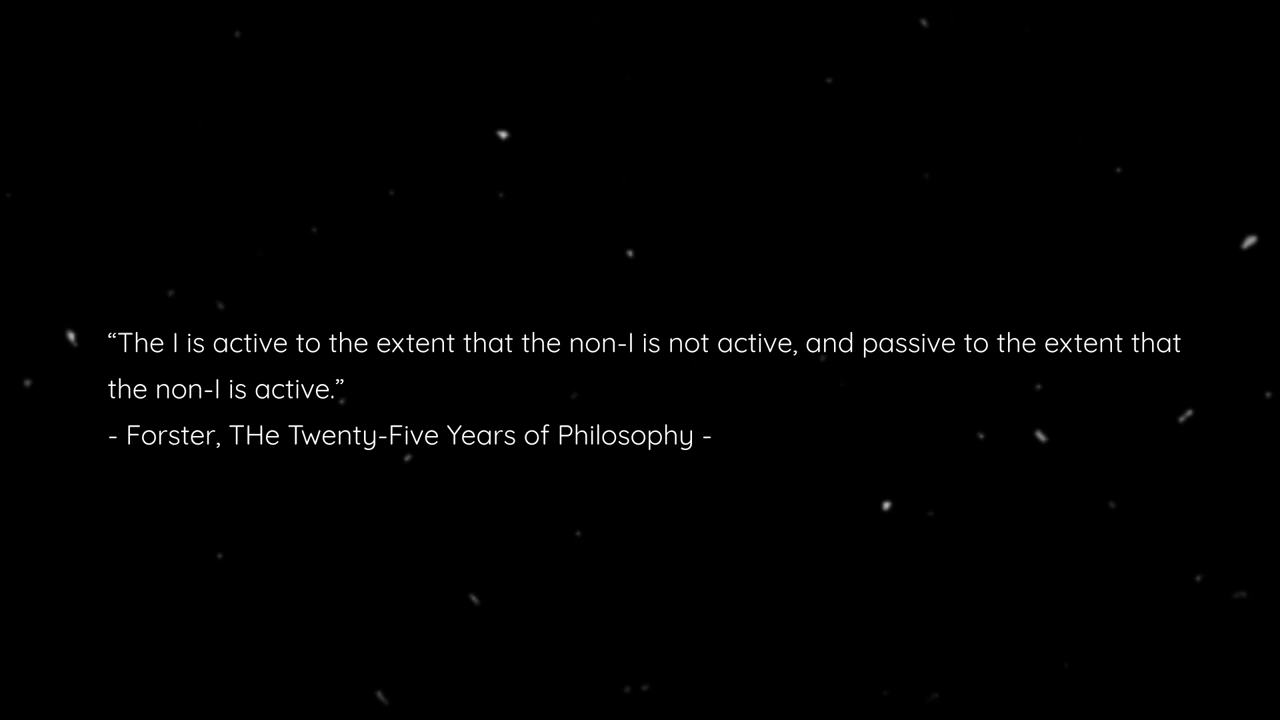 “The I is active to the extent that the non-I is not active, and passive to the extent that
the non-I is active.”
- Forster, THe Twenty-Five Years of Philosophy -